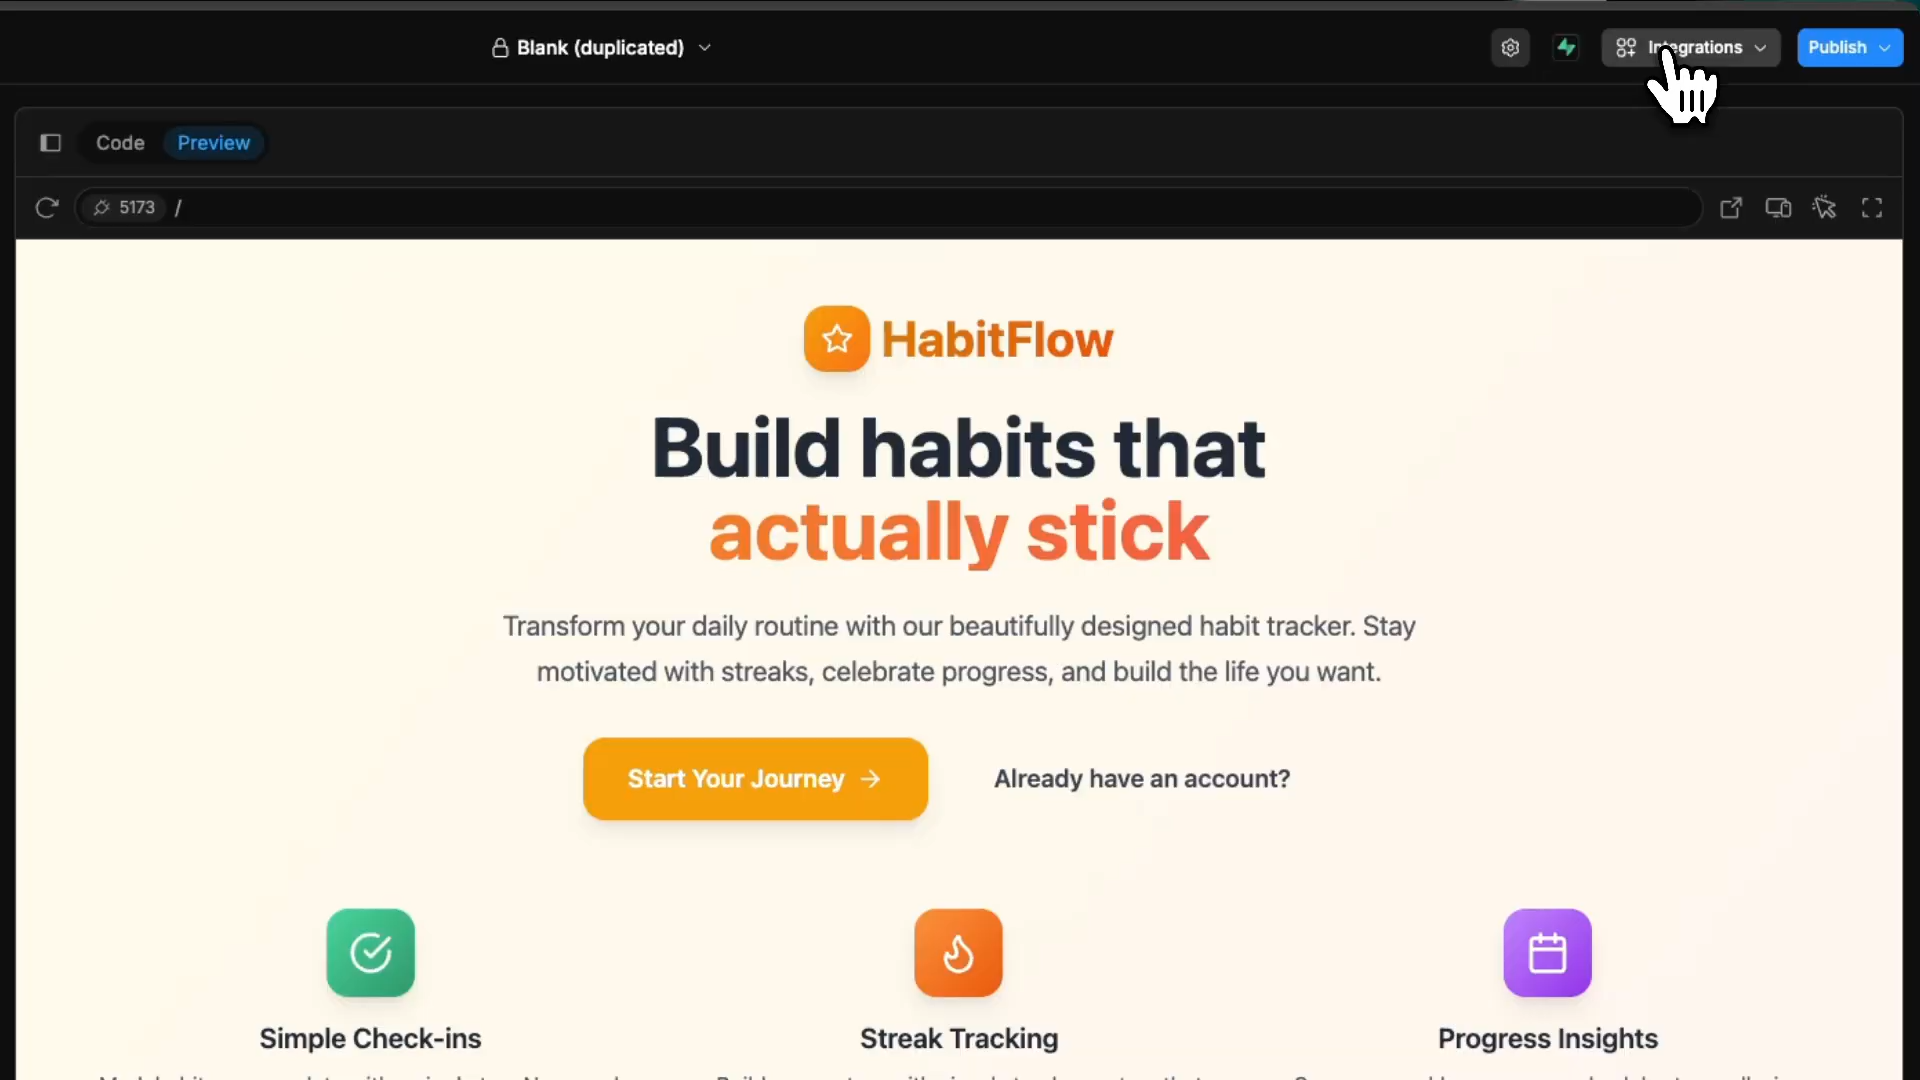 Blank (duplicated)
Integrations
Publish
Code
Preview
5173 /
HabitFlow
Build habits that
actually stick
Transform your daily routine with our beautifully designed habit tracker. Stay
motivated with streaks, celebrate progress, and build the life you want.
Start Your Journey →
Already have an account?
Simple Check-ins
Streak Tracking
Progress Insights